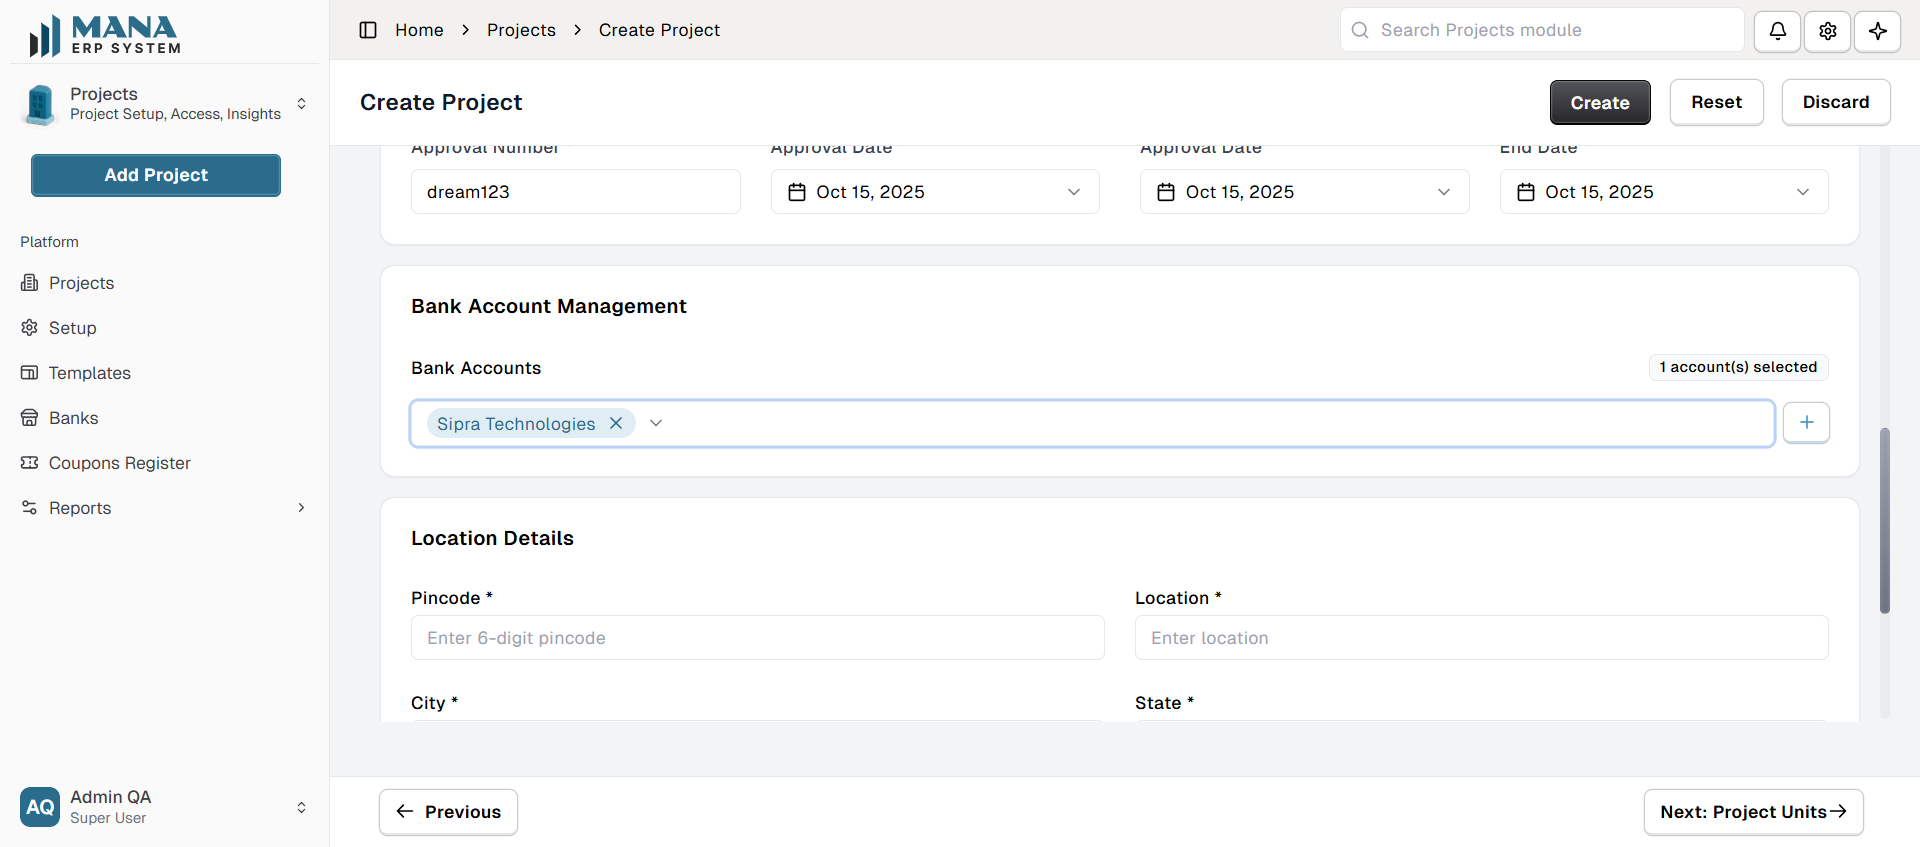 MANA
ERP SYSTEM
Home
Projects
Create Project
Search Projects module
Projects
Project Setup, Access, Insights
Create Project
Create
Reset
Discard
Add Project
Approval Number
Approval Date
Approval Date
End Date
dream123
Oct 15, 2025
Oct 15, 2025
Oct 15, 2025
Platform
Projects
Setup
Templates
Banks
Coupons Register
Reports
Bank Account Management
Bank Accounts
1 account(s) selected
Sipra Technologies
Location Details
Pincode *
Location *
Enter 6-digit pincode
Enter location
City *
State *
AQ
Admin QA
Super User
Previous
Next: Project Units